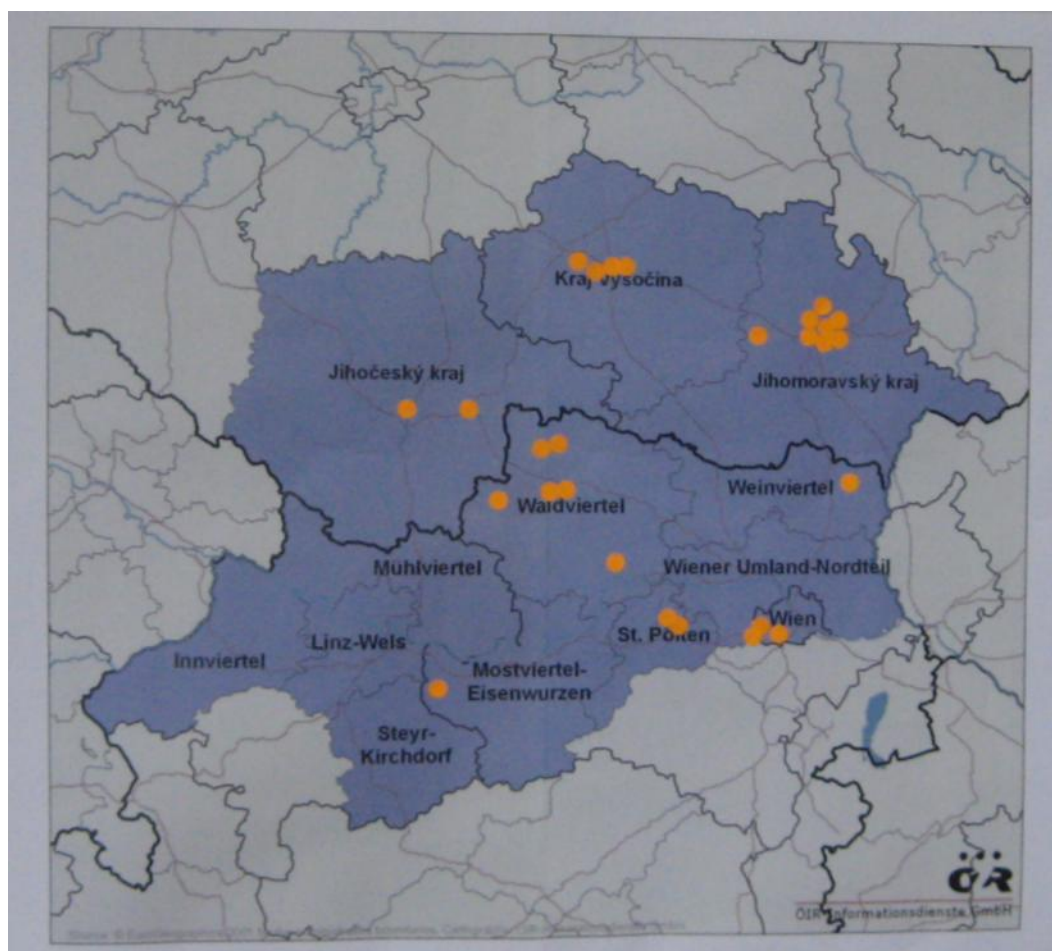 Kraj Vysočina
Jihočeský kraj
Jihomoravský kraj
Weinviertel
Waldviertel
Mühlviertel
Wiener Umland-Nordteil
Wien
St. Pölten
Linz-Wels
Innviertel
Mostviertel-
Eisenwurzen
Steyr-
Kirchdorf
ÖIR
ÖIR-Informationsdienste GmbH